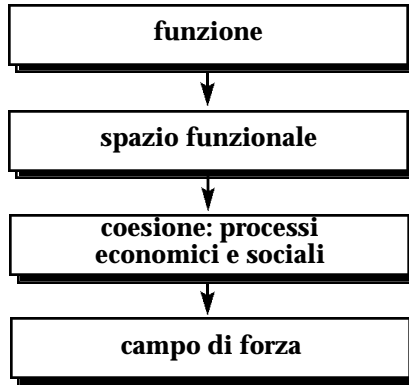 funzione
spazio funzionale
coesione: processi
economici e sociali
campo di forza